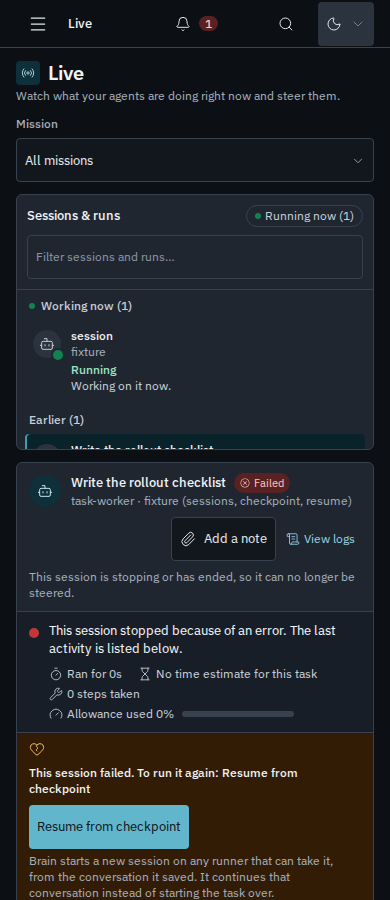 Live
1
Live
Watch what your agents are doing right now and steer them.
Mission
All missions
Sessions & runs
Running now (1)
Filter sessions and runs...
Working now (1)
session
fixture
Running
Working on it now.
Earlier (1)
Write the rollout checklist
Write the rollout checklist
Failed
task-worker · fixture (sessions, checkpoint, resume)
Add a note
View logs
This session is stopping or has ended, so it can no longer be
steered.
This session stopped because of an error. The last
activity is listed below.
Ran for 0s
No time estimate for this task
0 steps taken
Allowance used 0%
This session failed. To run it again: Resume from
checkpoint
Resume from checkpoint
Brain starts a new session on any runner that can take it,
from the conversation it saved. It continues that
conversation instead of starting the task over.